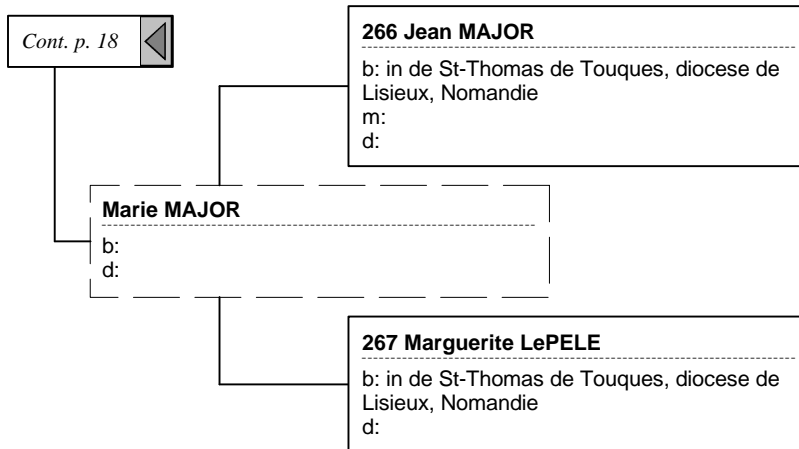 Cont. p. 18
266 Jean MAJOR
b: in de St-Thomas de Touques, diocese de
Lisieux, Nomandie
m:
d:
Marie MAJOR
b:
d:
267 Marguerite LePELE
b: in de St-Thomas de Touques, diocese de
Lisieux, Nomandie
d: